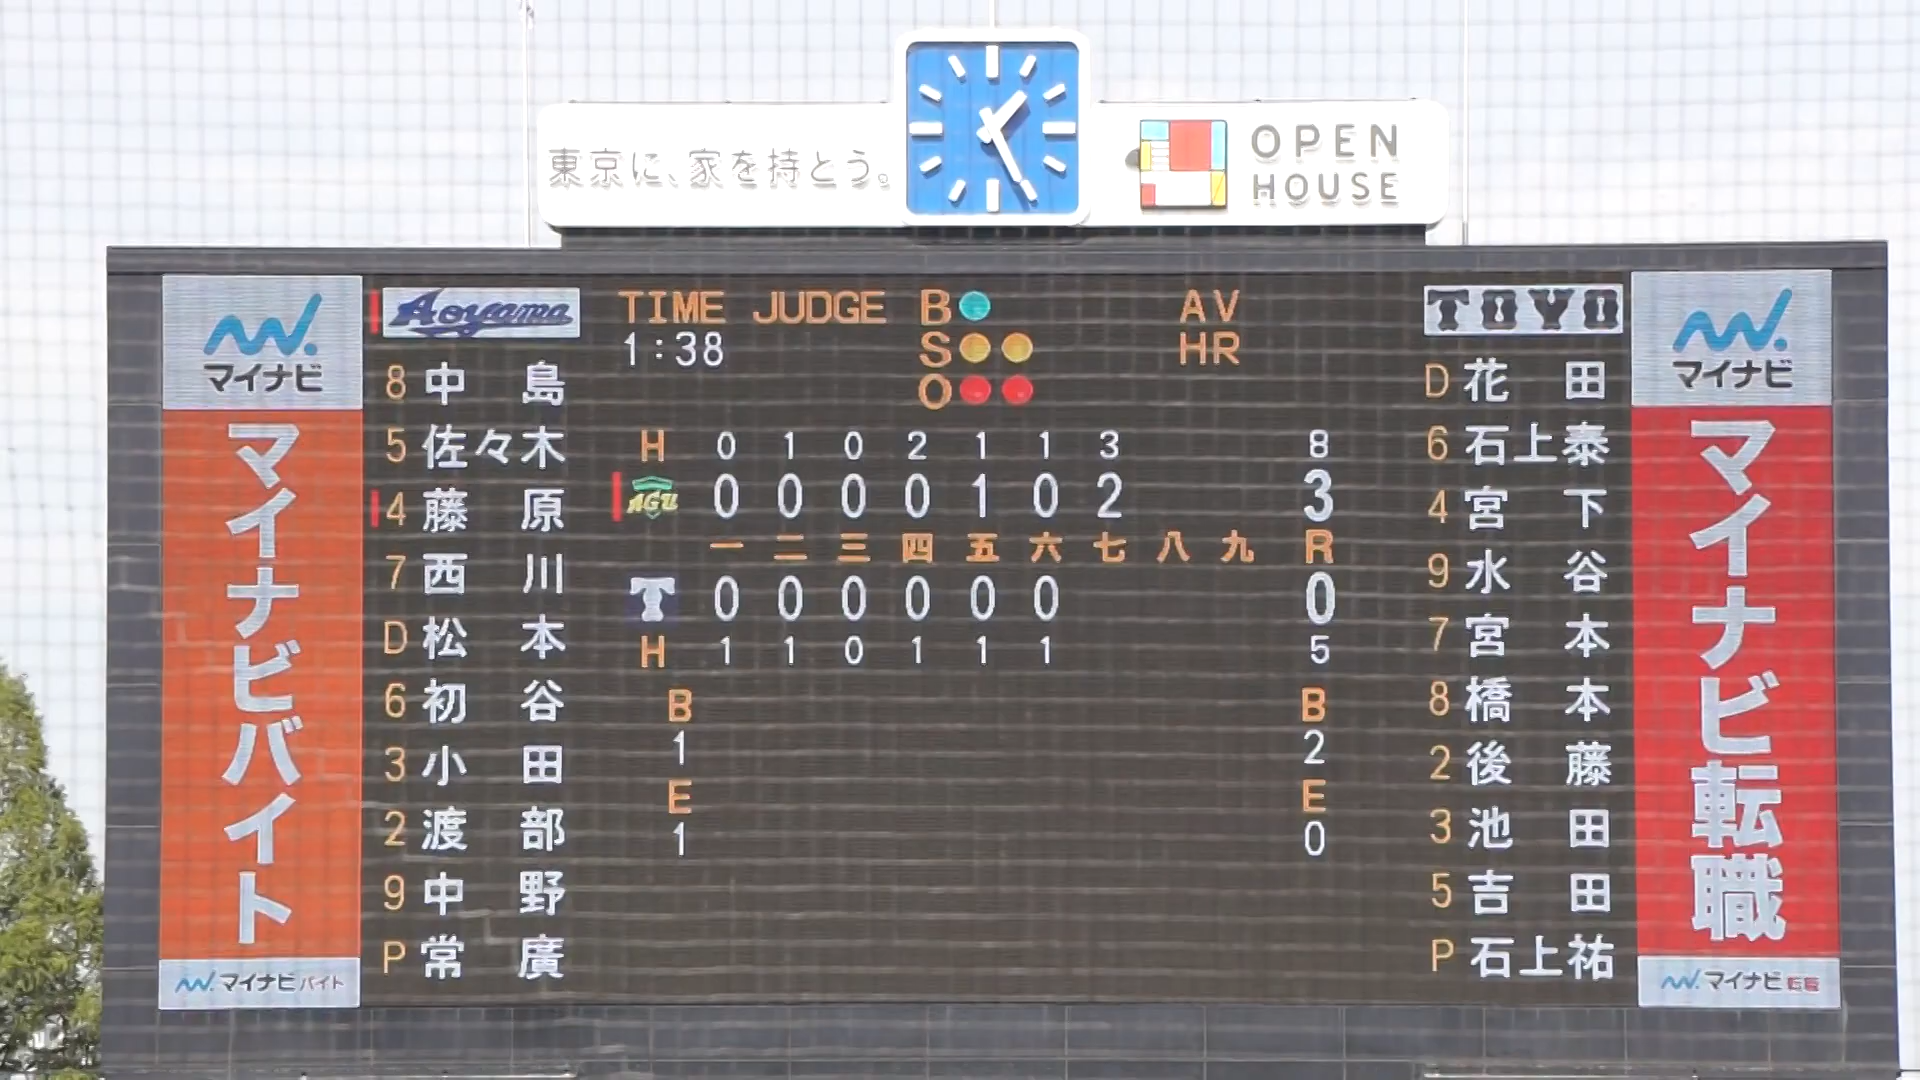 東京に、家を持とう。
OPEN
HOUSE
マイナビ
マイナビバイト
マイナビバイト
Aoyama
8 中島
5 佐々木
4 藤原
7 西川
D 松本
6 初谷
3 小田
2 渡部
9 中野
P 常廣
TIME JUDGE B AV
1:38 S HR
O
H 0 1 0 2 1 1 3 8
AGU 0 0 0 0 1 0 2 3
一 二 三 四 五 六 七 八 九 R
T 0 0 0 0 0 0 0
H 1 1 0 1 1 1 5
B B
1 2
E E
1 0
TOYO
D 花田
6 石上泰
4 宮下
9 水谷
7 宮本
8 橋本
2 後藤
3 池田
5 吉田
P 石上祐
マイナビ
マイナビ転職
マイナビ転職